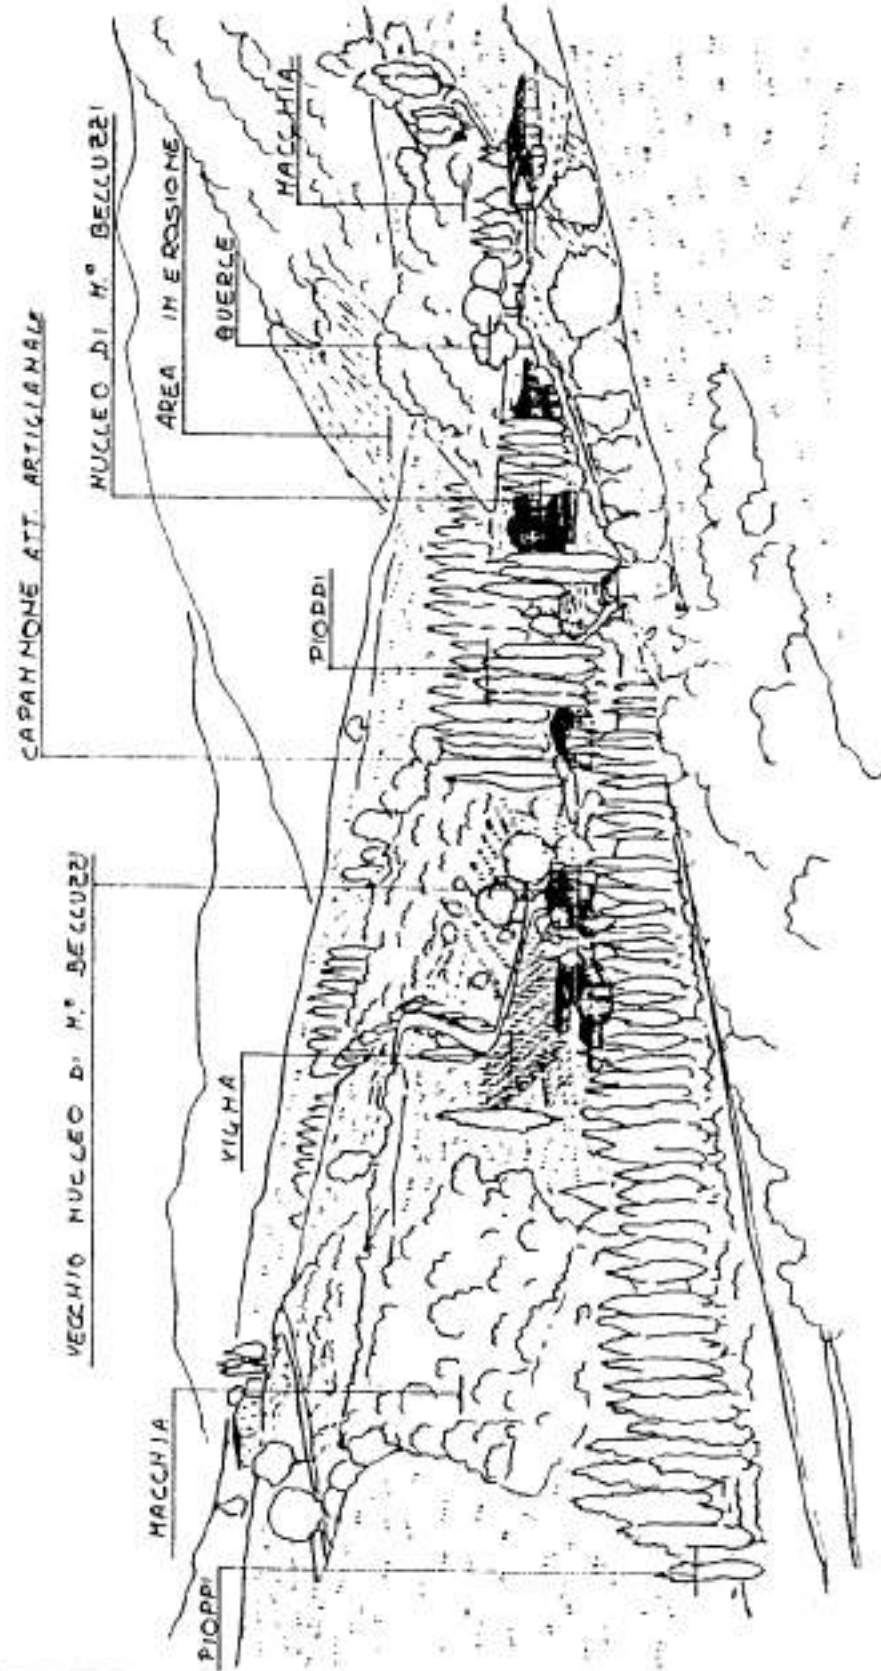 PIOPPI
MACCHIA
VECCHIO NUCLEO DI M.º BELLUZZI
VIGNA
CAPANNONE ATT. ARTIGIANALE
PIOPPI
NUCLEO DI M.º BELLUZZI
AREA IN EROSIONE
QUERCE
MACCHIA